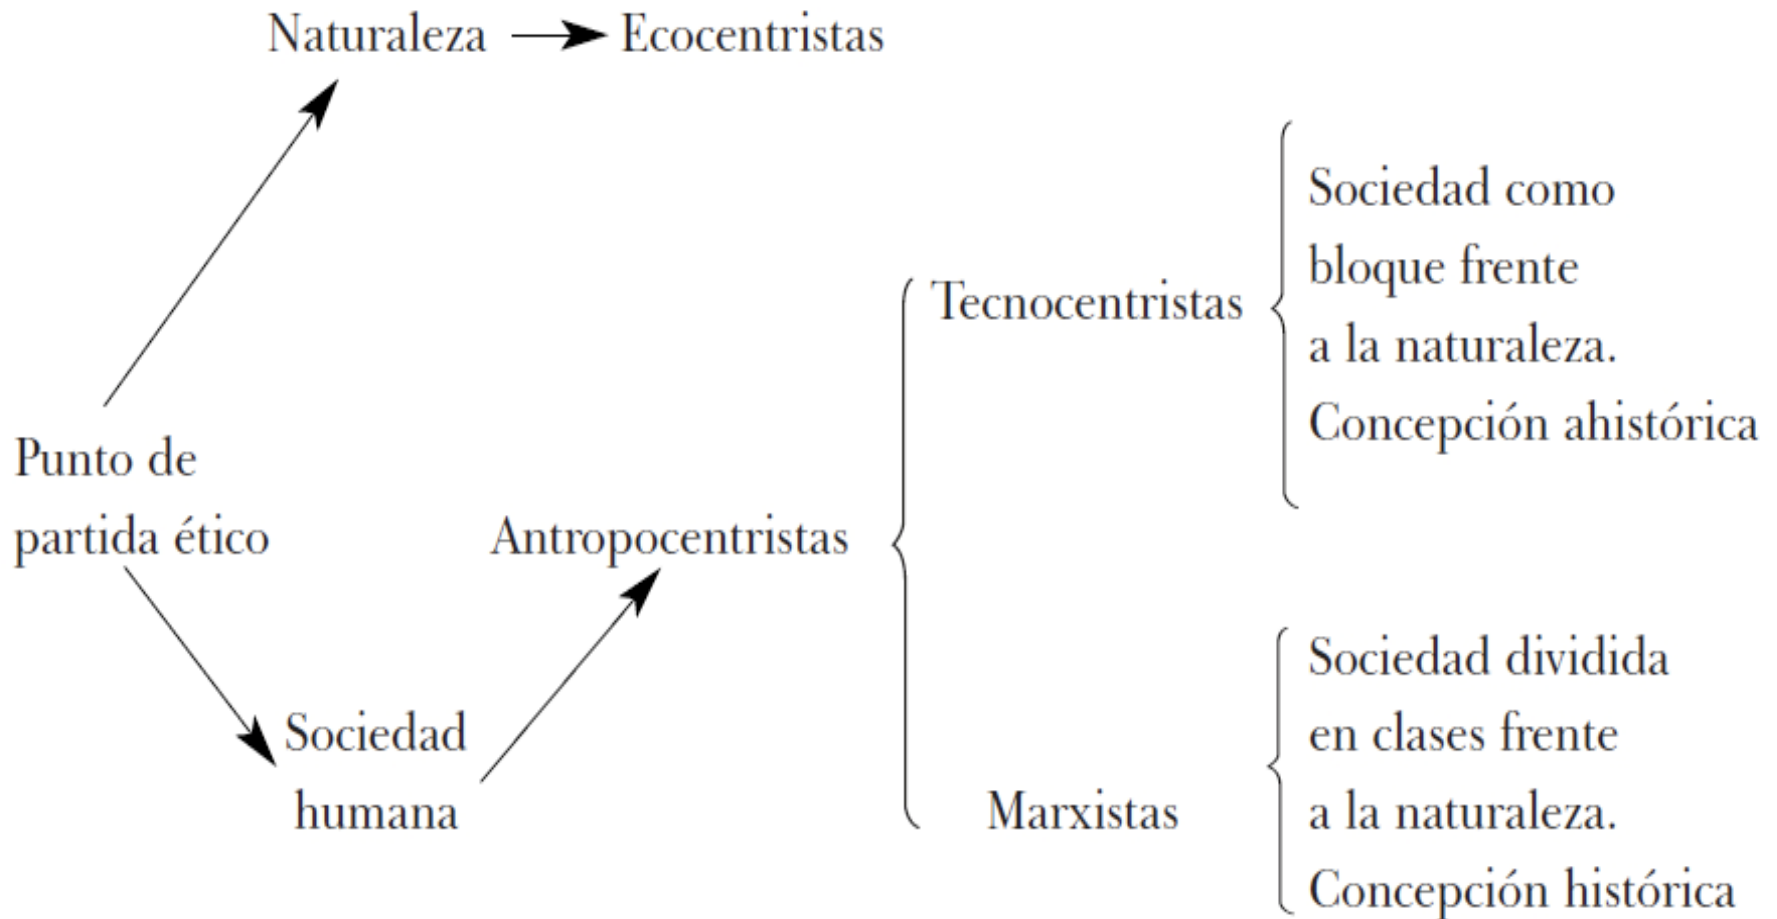 Naturaleza
Ecocentristas
Punto de
partida ético
Sociedad
humana
Antropocentristas
Tecnocentristas
Sociedad como
bloque frente
a la naturaleza.
Concepción ahistórica
Marxistas
Sociedad dividida
en clases frente
a la naturaleza.
Concepción histórica